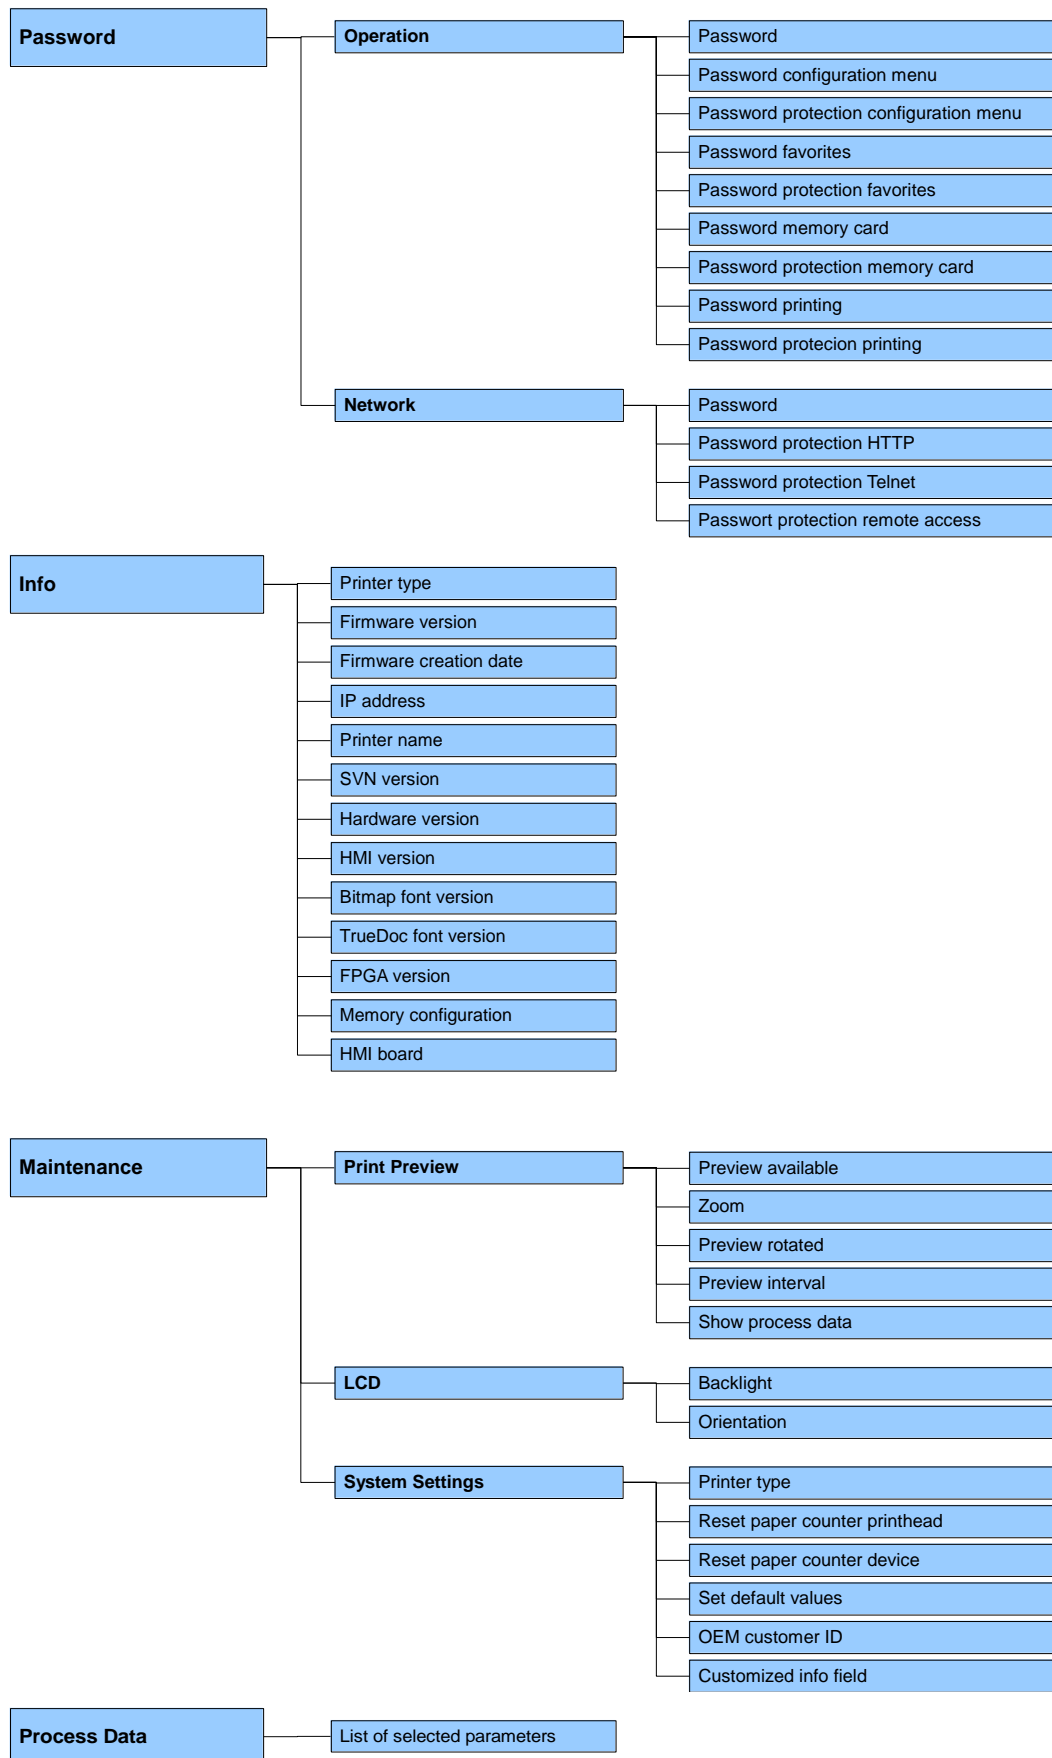 Password
Operation
Password
Password configuration menu
Password protection configuration menu
Password favorites
Password protection favorites
Password memory card
Password protection memory card
Password printing
Password protecion printing
Network
Password
Password protection HTTP
Password protection Telnet
Passwort protection remote access
Info
Printer type
Firmware version
Firmware creation date
IP address
Printer name
SVN version
Hardware version
HMI version
Bitmap font version
TrueDoc font version
FPGA version
Memory configuration
HMI board
Maintenance
Print Preview
Preview available
Zoom
Preview rotated
Preview interval
Show process data
LCD
Backlight
Orientation
System Settings
Printer type
Reset paper counter printhead
Reset paper counter device
Set default values
OEM customer ID
Customized info field
Process Data
List of selected parameters